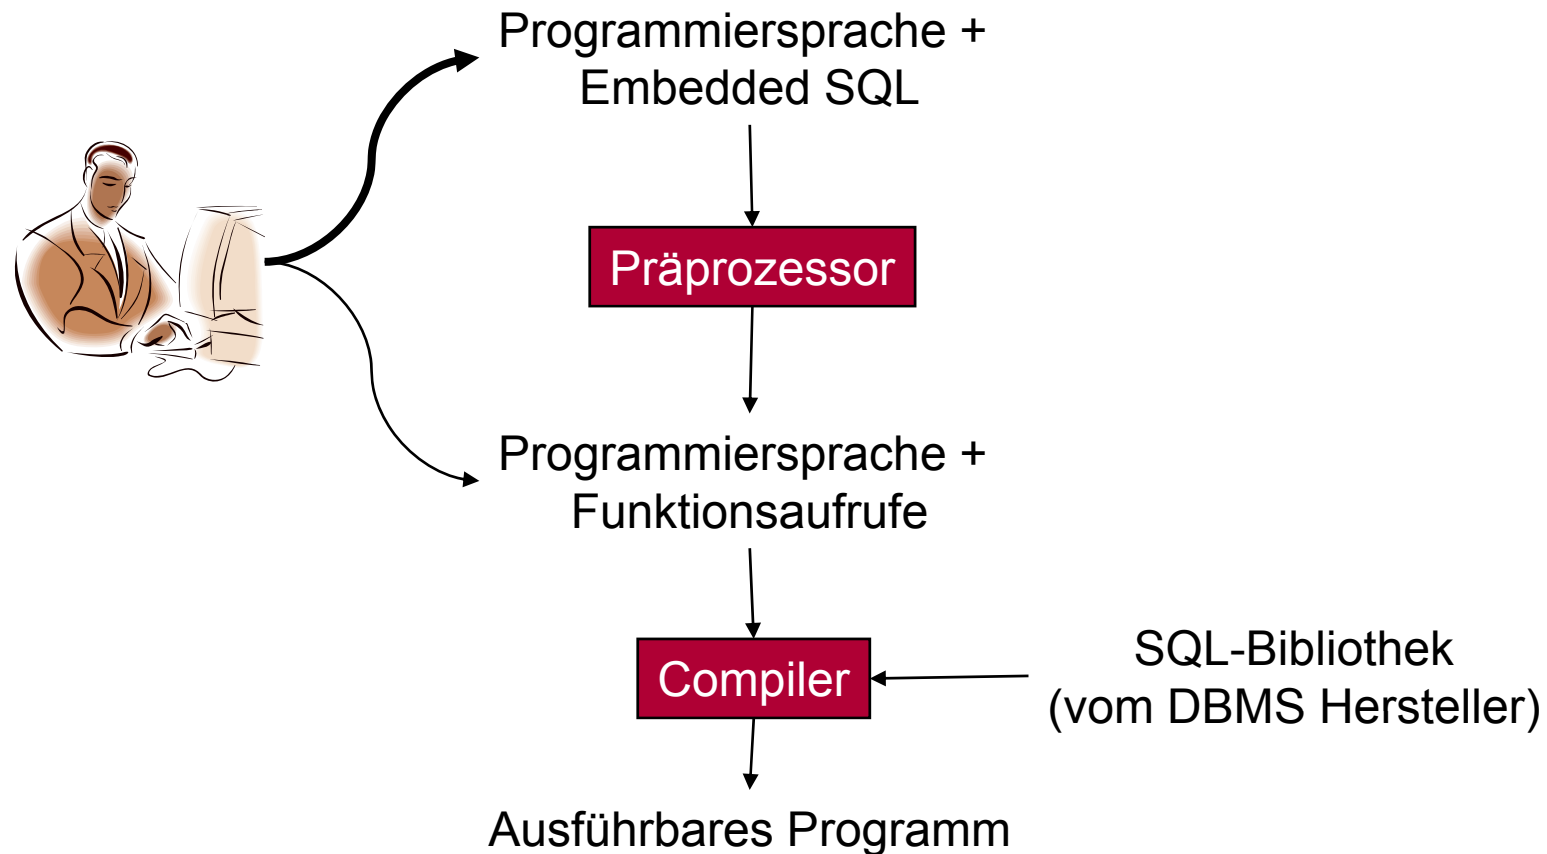 Programmiersprache +
Embedded SQL
Präprozessor
Programmiersprache +
Funktionsaufrufe
Compiler
SQL-Bibliothek
(vom DBMS Hersteller)
Ausführbares Programm